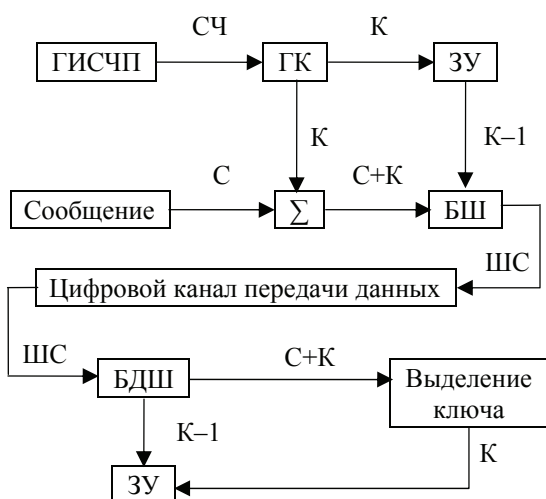 СЧ
К
ГИСЧП
ГК
ЗУ
К
К–1
С
С+К
Сообщение
∑
БШ
ШС
Цифровой канал передачи данных
ШС
С+К
БДШ
Выделение
ключа
К–1
К
ЗУ